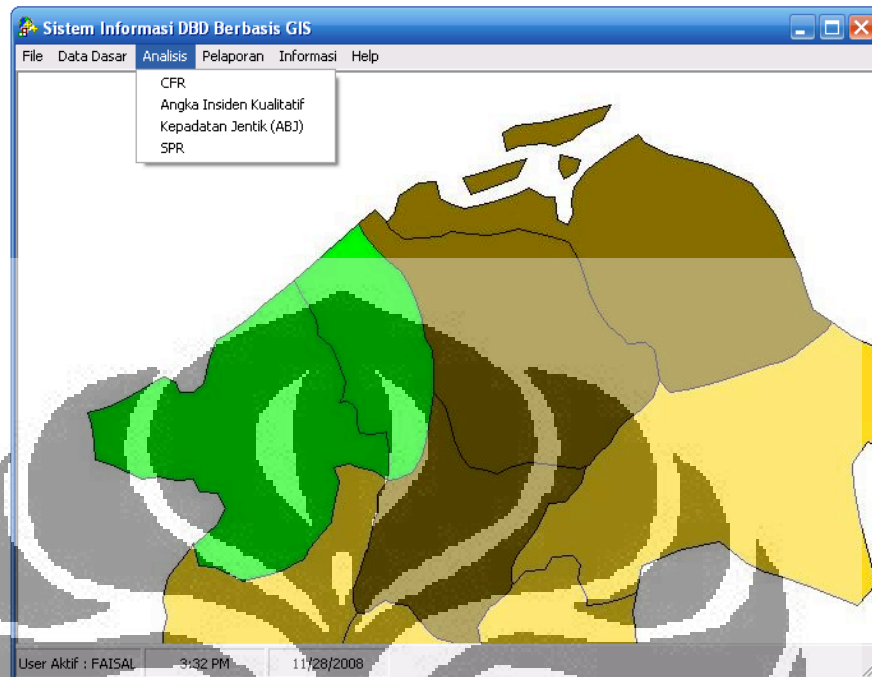 Sistem Informasi DBD Berbasis GIS
File Data Dasar Analisis Pelaporan Informasi Help
CFR
Angka Insiden Kualitatif
Kepadatan Jentik (ABJ)
SPR
User Aktif : FAISAL 3:32 PM 11/28/2008